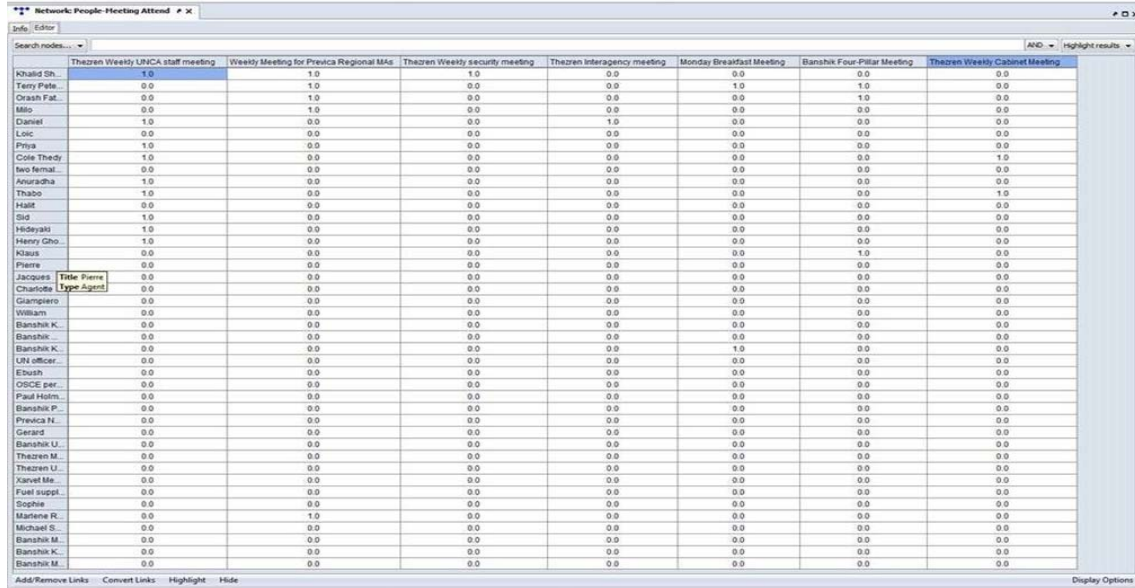 Network: People-Meeting Attend
Info Editor
Search nodes... AND Highlight results
Thezren Weekly UNCA staff meeting Weekly Meeting for Previca Regional MAs Thezren Weekly security meeting Thezren Interagency meeting Monday Breakfast Meeting Banshik Four-Pillar Meeting Thezren Weekly Cabinet Meeting
Khalid Sh... 1.0 1.0 1.0 0.0 0.0 0.0 0.0
Terry Pete... 0.0 1.0 0.0 0.0 1.0 1.0 0.0
Orash Fat... 0.0 1.0 0.0 0.0 0.0 1.0 0.0
Milo 0.0 1.0 0.0 0.0 0.0 0.0 0.0
Daniel 1.0 0.0 0.0 1.0 0.0 0.0 0.0
Loic 0.0 0.0 0.0 0.0 0.0 0.0 0.0
Priya 1.0 0.0 0.0 0.0 0.0 0.0 0.0
Cole Thedy 1.0 0.0 0.0 0.0 0.0 0.0 1.0
two femal... 0.0 0.0 0.0 0.0 0.0 0.0 0.0
Anuradha 1.0 0.0 0.0 0.0 0.0 0.0 0.0
Thabo 1.0 0.0 0.0 0.0 0.0 0.0 1.0
Halit 0.0 0.0 0.0 0.0 0.0 0.0 0.0
Sid 1.0 0.0 0.0 0.0 0.0 0.0 0.0
Hideyaki 1.0 0.0 0.0 0.0 0.0 0.0 0.0
Henry Gho... 1.0 0.0 0.0 0.0 0.0 0.0 0.0
Klaus 0.0 0.0 0.0 0.0 0.0 1.0 0.0
Pierre 0.0 0.0 0.0 0.0 0.0 0.0 0.0
Jacques 0.0 0.0 0.0 0.0 0.0 0.0 0.0
Title Pierre
Type Agent
Charlotte 0.0 0.0 0.0 0.0 0.0 0.0 0.0
Giampiero 0.0 0.0 0.0 0.0 0.0 0.0 0.0
William 0.0 0.0 0.0 0.0 0.0 0.0 0.0
Banshik K... 0.0 0.0 0.0 0.0 0.0 0.0 0.0
Banshik ... 0.0 0.0 0.0 0.0 0.0 0.0 0.0
Banshik K... 0.0 0.0 0.0 0.0 1.0 0.0 0.0
UN officer... 0.0 0.0 0.0 0.0 0.0 0.0 0.0
Ebush 0.0 0.0 0.0 0.0 0.0 0.0 0.0
OSCE per... 0.0 0.0 0.0 0.0 0.0 0.0 0.0
Paul Holm... 0.0 0.0 0.0 0.0 0.0 0.0 0.0
Banshik P... 0.0 0.0 0.0 0.0 0.0 0.0 0.0
Previca N... 0.0 0.0 0.0 0.0 0.0 0.0 0.0
Gerard 0.0 0.0 0.0 0.0 0.0 0.0 0.0
Banshik U... 0.0 0.0 0.0 0.0 0.0 0.0 0.0
Thezren M... 0.0 0.0 0.0 0.0 0.0 0.0 0.0
Thezren U... 0.0 0.0 0.0 0.0 0.0 0.0 0.0
Xarvet Me... 0.0 0.0 0.0 0.0 0.0 0.0 0.0
Fuel suppl... 0.0 0.0 0.0 0.0 0.0 0.0 0.0
Sophie 0.0 0.0 0.0 0.0 0.0 0.0 0.0
Marlene R... 0.0 1.0 0.0 0.0 0.0 0.0 0.0
Michael S... 0.0 0.0 0.0 0.0 0.0 0.0 0.0
Banshik M... 0.0 0.0 0.0 0.0 0.0 0.0 0.0
Banshik K... 0.0 0.0 0.0 0.0 0.0 0.0 0.0
Banshik M... 0.0 0.0 0.0 0.0 0.0 0.0 0.0
Add/Remove Links Convert Links Highlight Hide Display Options